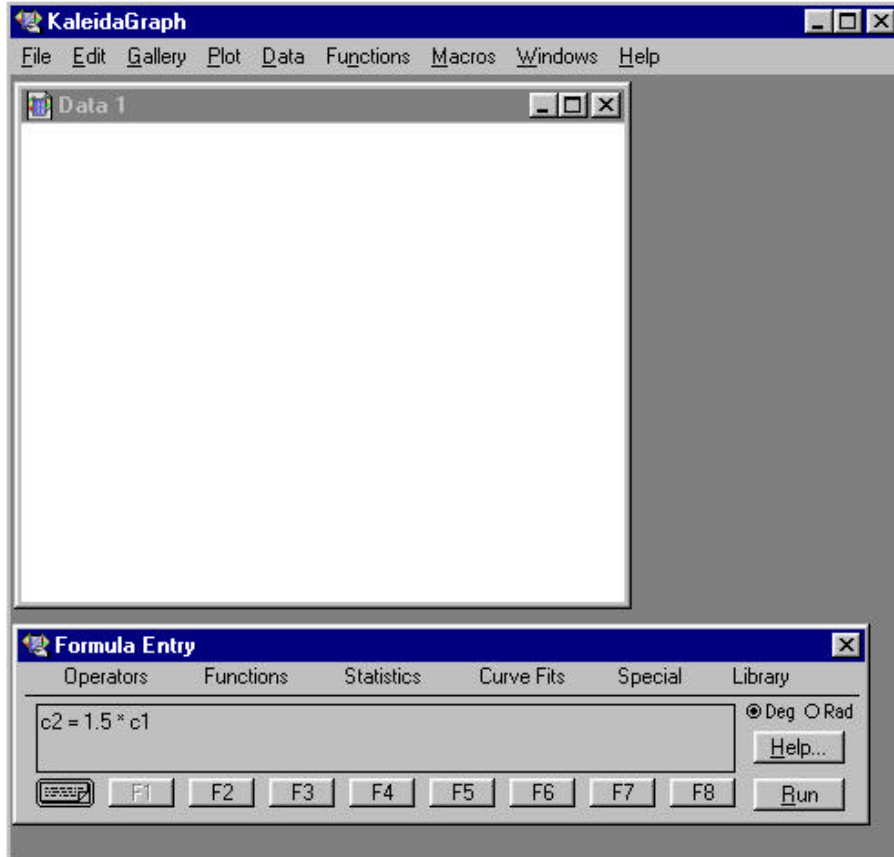 KaleidaGraph
File Edit Gallery Plot Data Functions Macros Windows Help
Data 1
Formula Entry
Operators Functions Statistics Curve Fits Special Library
c2 = 1.5 * c1
Deg Rad
Help...
F1 F2 F3 F4 F5 F6 F7 F8 Run